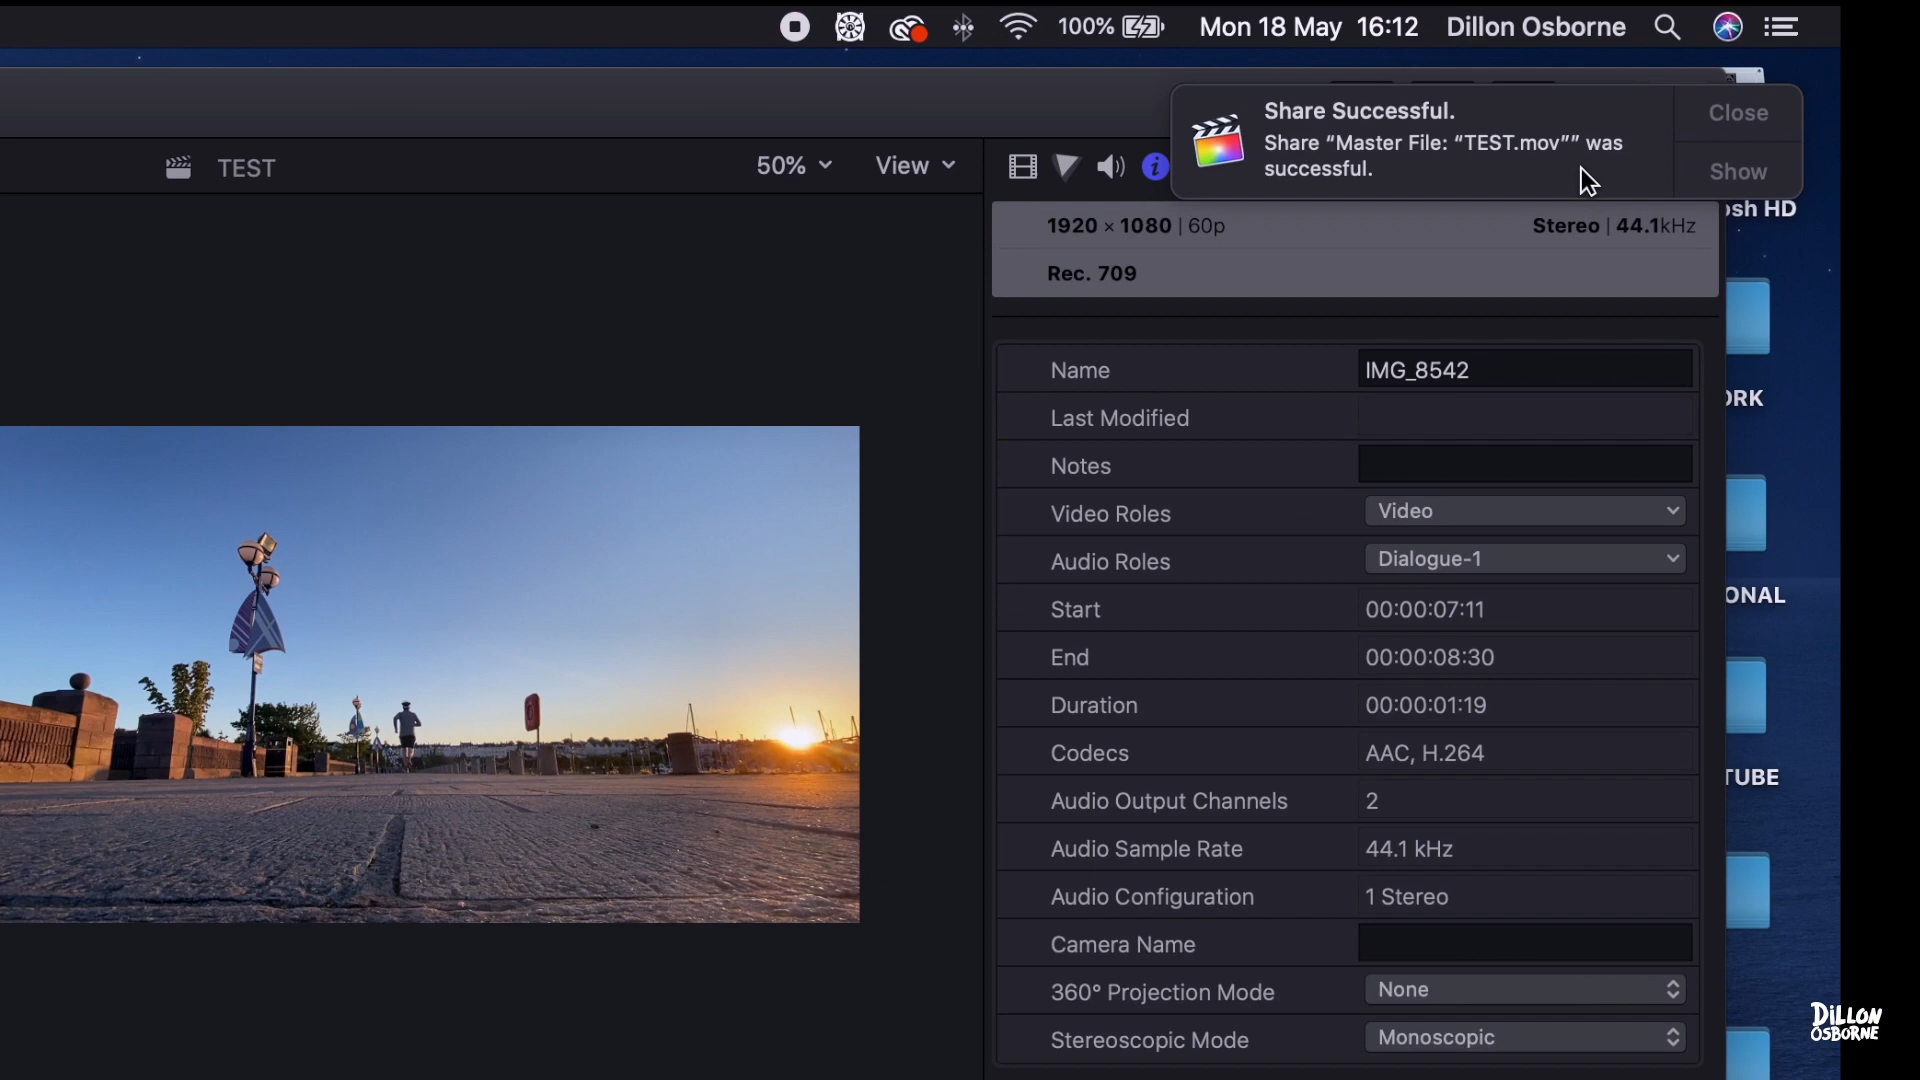 100%
Mon 18 May 16:12
Dillon Osborne
Share Successful.
Share “Master File: “TEST.mov”” was
successful.
Close
Show
TEST
50%
View
osh HD
1920 × 1080 | 60p
Stereo | 44.1kHz
Rec. 709
Name
IMG_8542
Last Modified
ORK
Notes
Video Roles
Video
Audio Roles
Dialogue-1
ONAL
Start
00:00:07:11
End
00:00:08:30
Duration
00:00:01:19
Codecs
AAC, H.264
TUBE
Audio Output Channels
2
Audio Sample Rate
44.1 kHz
Audio Configuration
1 Stereo
Camera Name
360° Projection Mode
None
Stereoscopic Mode
Monoscopic
DILLON
OSBORNE